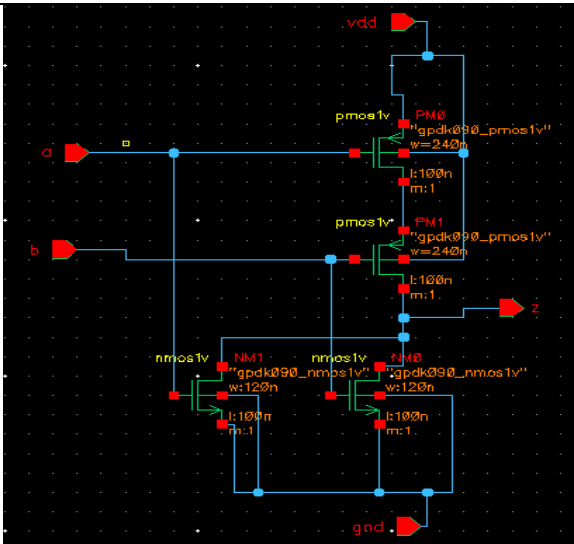 vdd
pmos1v PM0
"gpdk090_pmos1v"
w=240n
a
l:100n
m:1
pmos1v PM1
"gpdk090_pmos1v"
w=240n
b
l:100n
m:1
z
nmos1v NM1 nmos1v NM0
"gpdk090_nmos1v" "gpdk090_nmos1v"
w:120n w:120n
l:100n l:100n
m:1 m:1
gnd